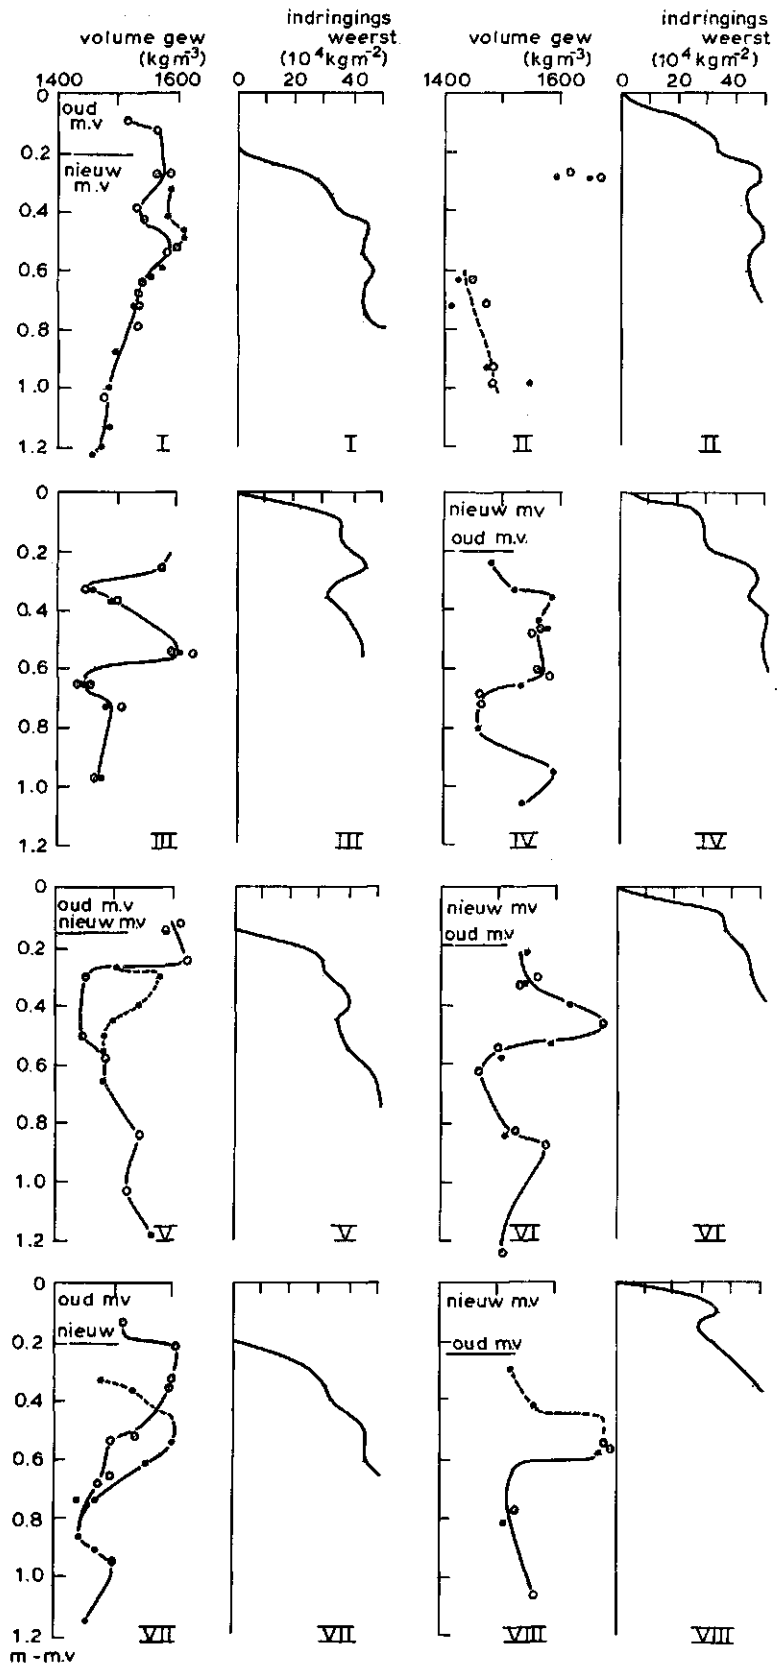 indringings
weerst.
(10⁴kgm⁻²)
volume gew
(kgm⁻³)
1400 1600
0 20 40
indringings
weerst.
(10⁴kgm⁻²)
volume gew
(kgm⁻³)
1400 1600
0 20 40
0
oud
m.v
0.2
nieuw
m.v
0.4
0.6
0.8
1.0
1.2
I
I
II
II
0
nieuw mv
oud m.v.
0.2
0.4
0.6
0.8
1.0
1.2
III
III
IV
IV
0
oud m.v
nieuw mv
nieuw mv
oud m.v
0.2
0.4
0.6
0.8
1.0
1.2
V
V
VI
VI
0
oud mv
nieuw
nieuw m.v
oud m.v
0.2
0.4
0.6
0.8
1.0
1.2
m-m.v
VII
VII
VIII
VIII